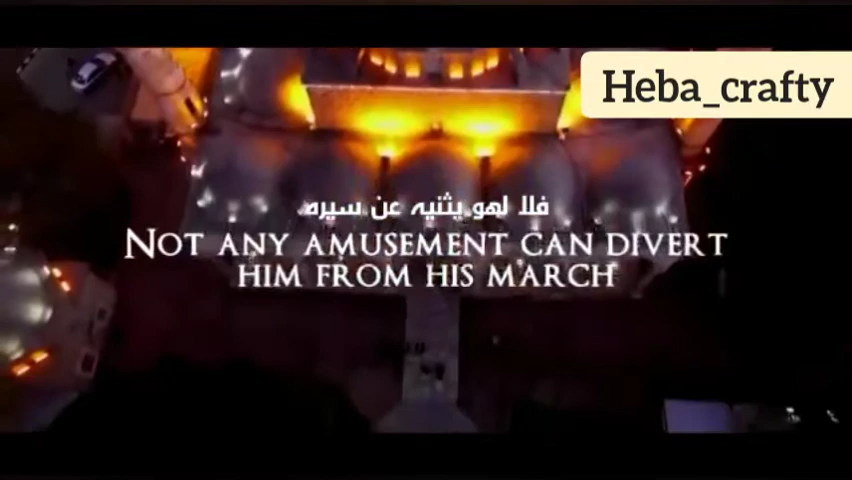 Heba_crafty
فلا لهو يثنيه عن سيره
NOT ANY AMUSEMENT CAN DIVERT
HIM FROM HIS MARCH